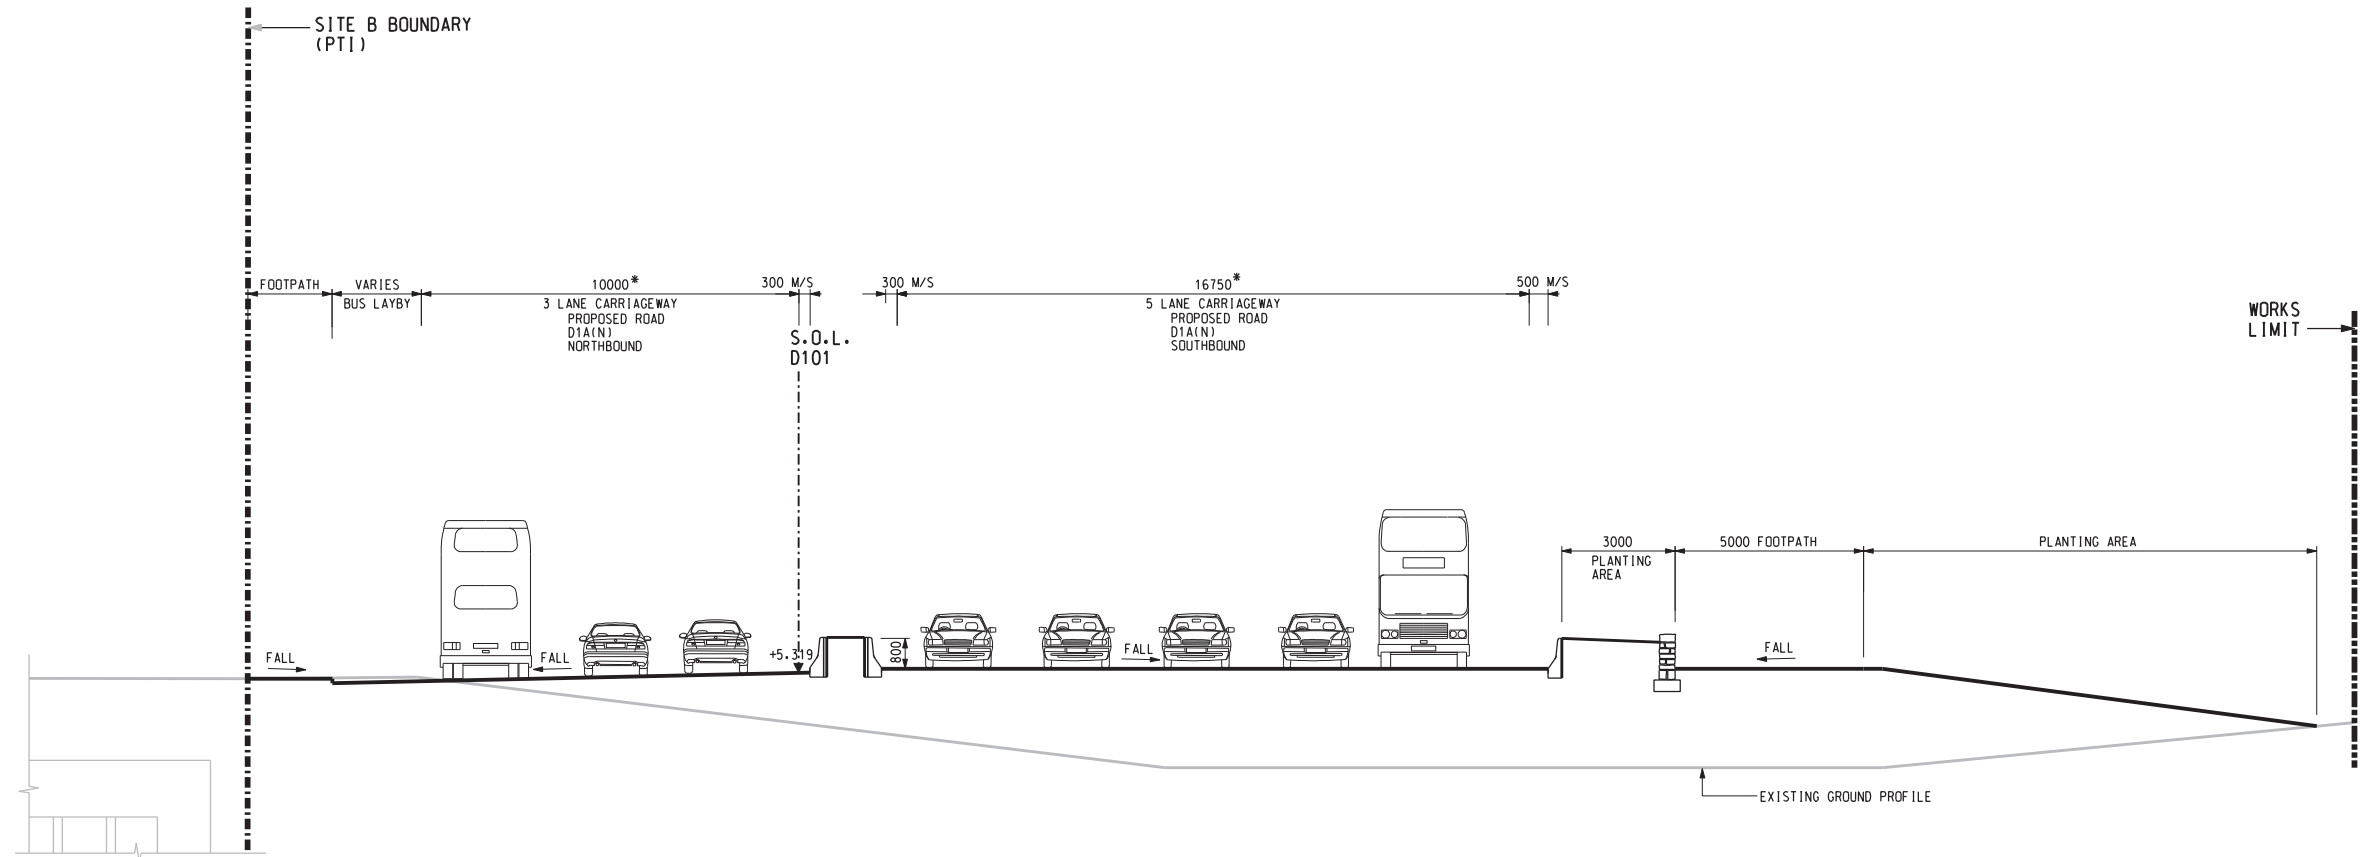 SITE B BOUNDARY
(PTI)
FOOTPATH
VARIES
BUS LAYBY
10000*
3 LANE CARRIAGEWAY
PROPOSED ROAD
D1A(N)
NORTHBOUND
300 M/S
S.O.L.
D101
300 M/S
16750*
5 LANE CARRIAGEWAY
PROPOSED ROAD
D1A(N)
SOUTHBOUND
500 M/S
WORKS
LIMIT
3000
PLANTING
AREA
5000 FOOTPATH
PLANTING AREA
FALL
FALL
+5.319
800
FALL
FALL
EXISTING GROUND PROFILE